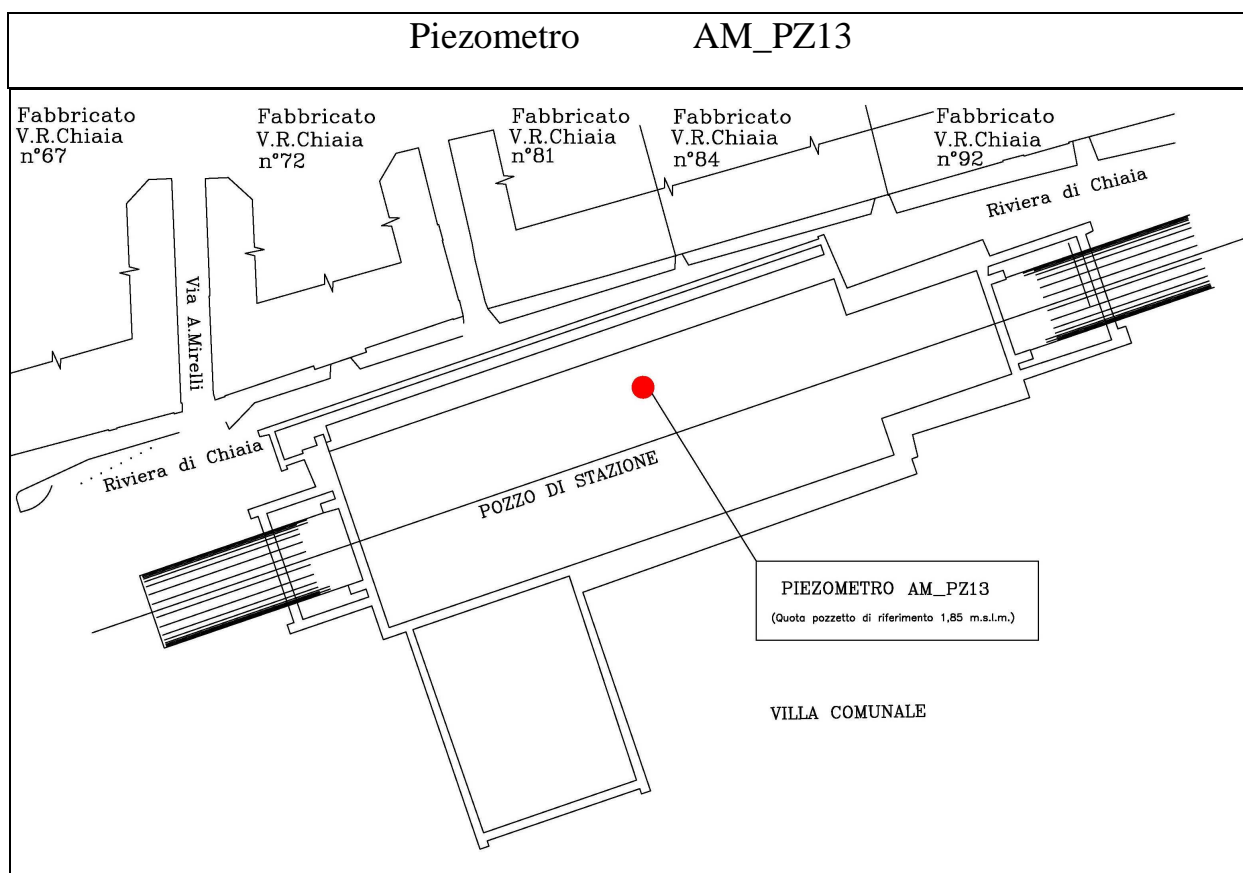 Piezometro AM_PZ13
Fabbricato
V.R.Chiaia
n°67
Fabbricato
V.R.Chiaia
n°72
Fabbricato
V.R.Chiaia
n°81
Fabbricato
V.R.Chiaia
n°84
Fabbricato
V.R.Chiaia
n°92
Riviera di Chiaia
Via A.Mirelli
Riviera di Chiaia
POZZO DI STAZIONE
PIEZOMETRO AM_PZ13
(Quota pozzetto di riferimento 1,85 m.s.l.m.)
VILLA COMUNALE